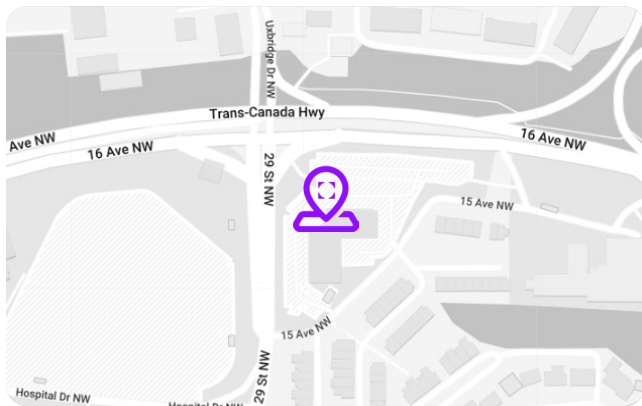 Uxbridge Dr NW
Trans-Canada Hwy
Ave NW
16 Ave NW
16 Ave NW
29 St NW
15 Ave NW
15 Ave NW
29 St NW
Hospital Dr NW
Hospital Dr NW